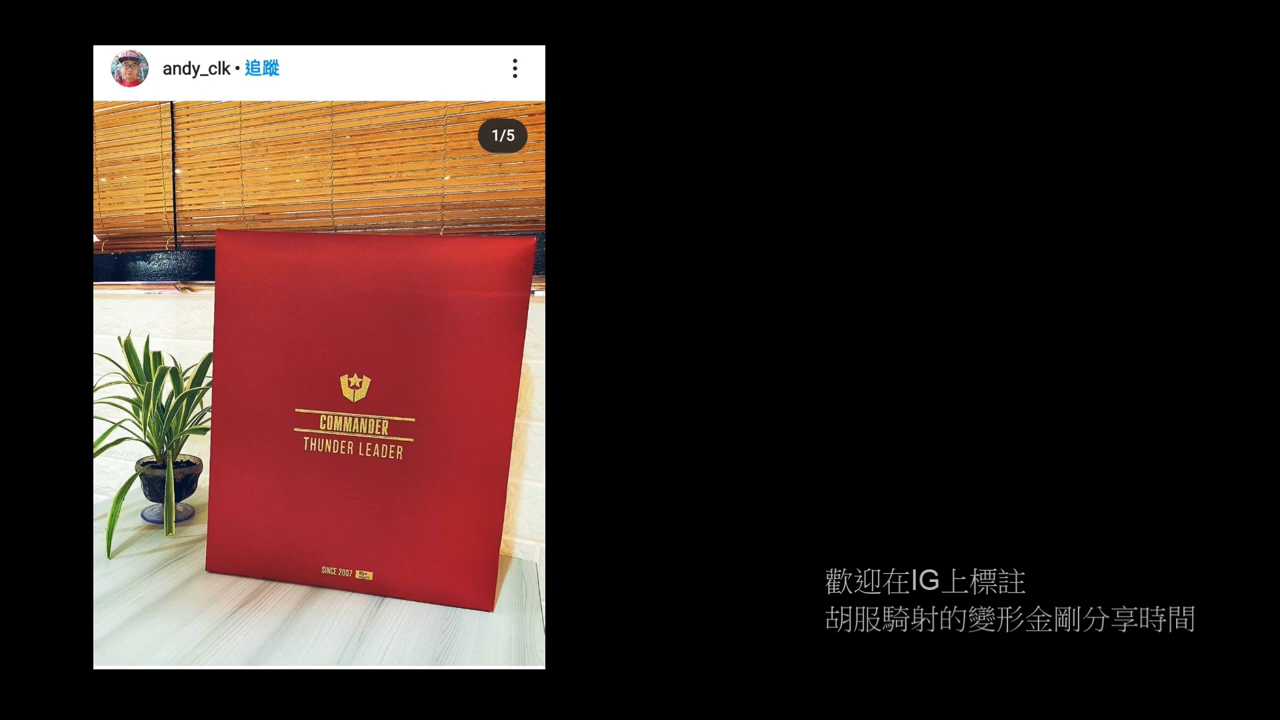 andy_clk • 追蹤
1/5
COMMANDER
THUNDER LEADER
SINCE 2007
歡迎在IG上標註
胡服騎射的變形金剛分享時間